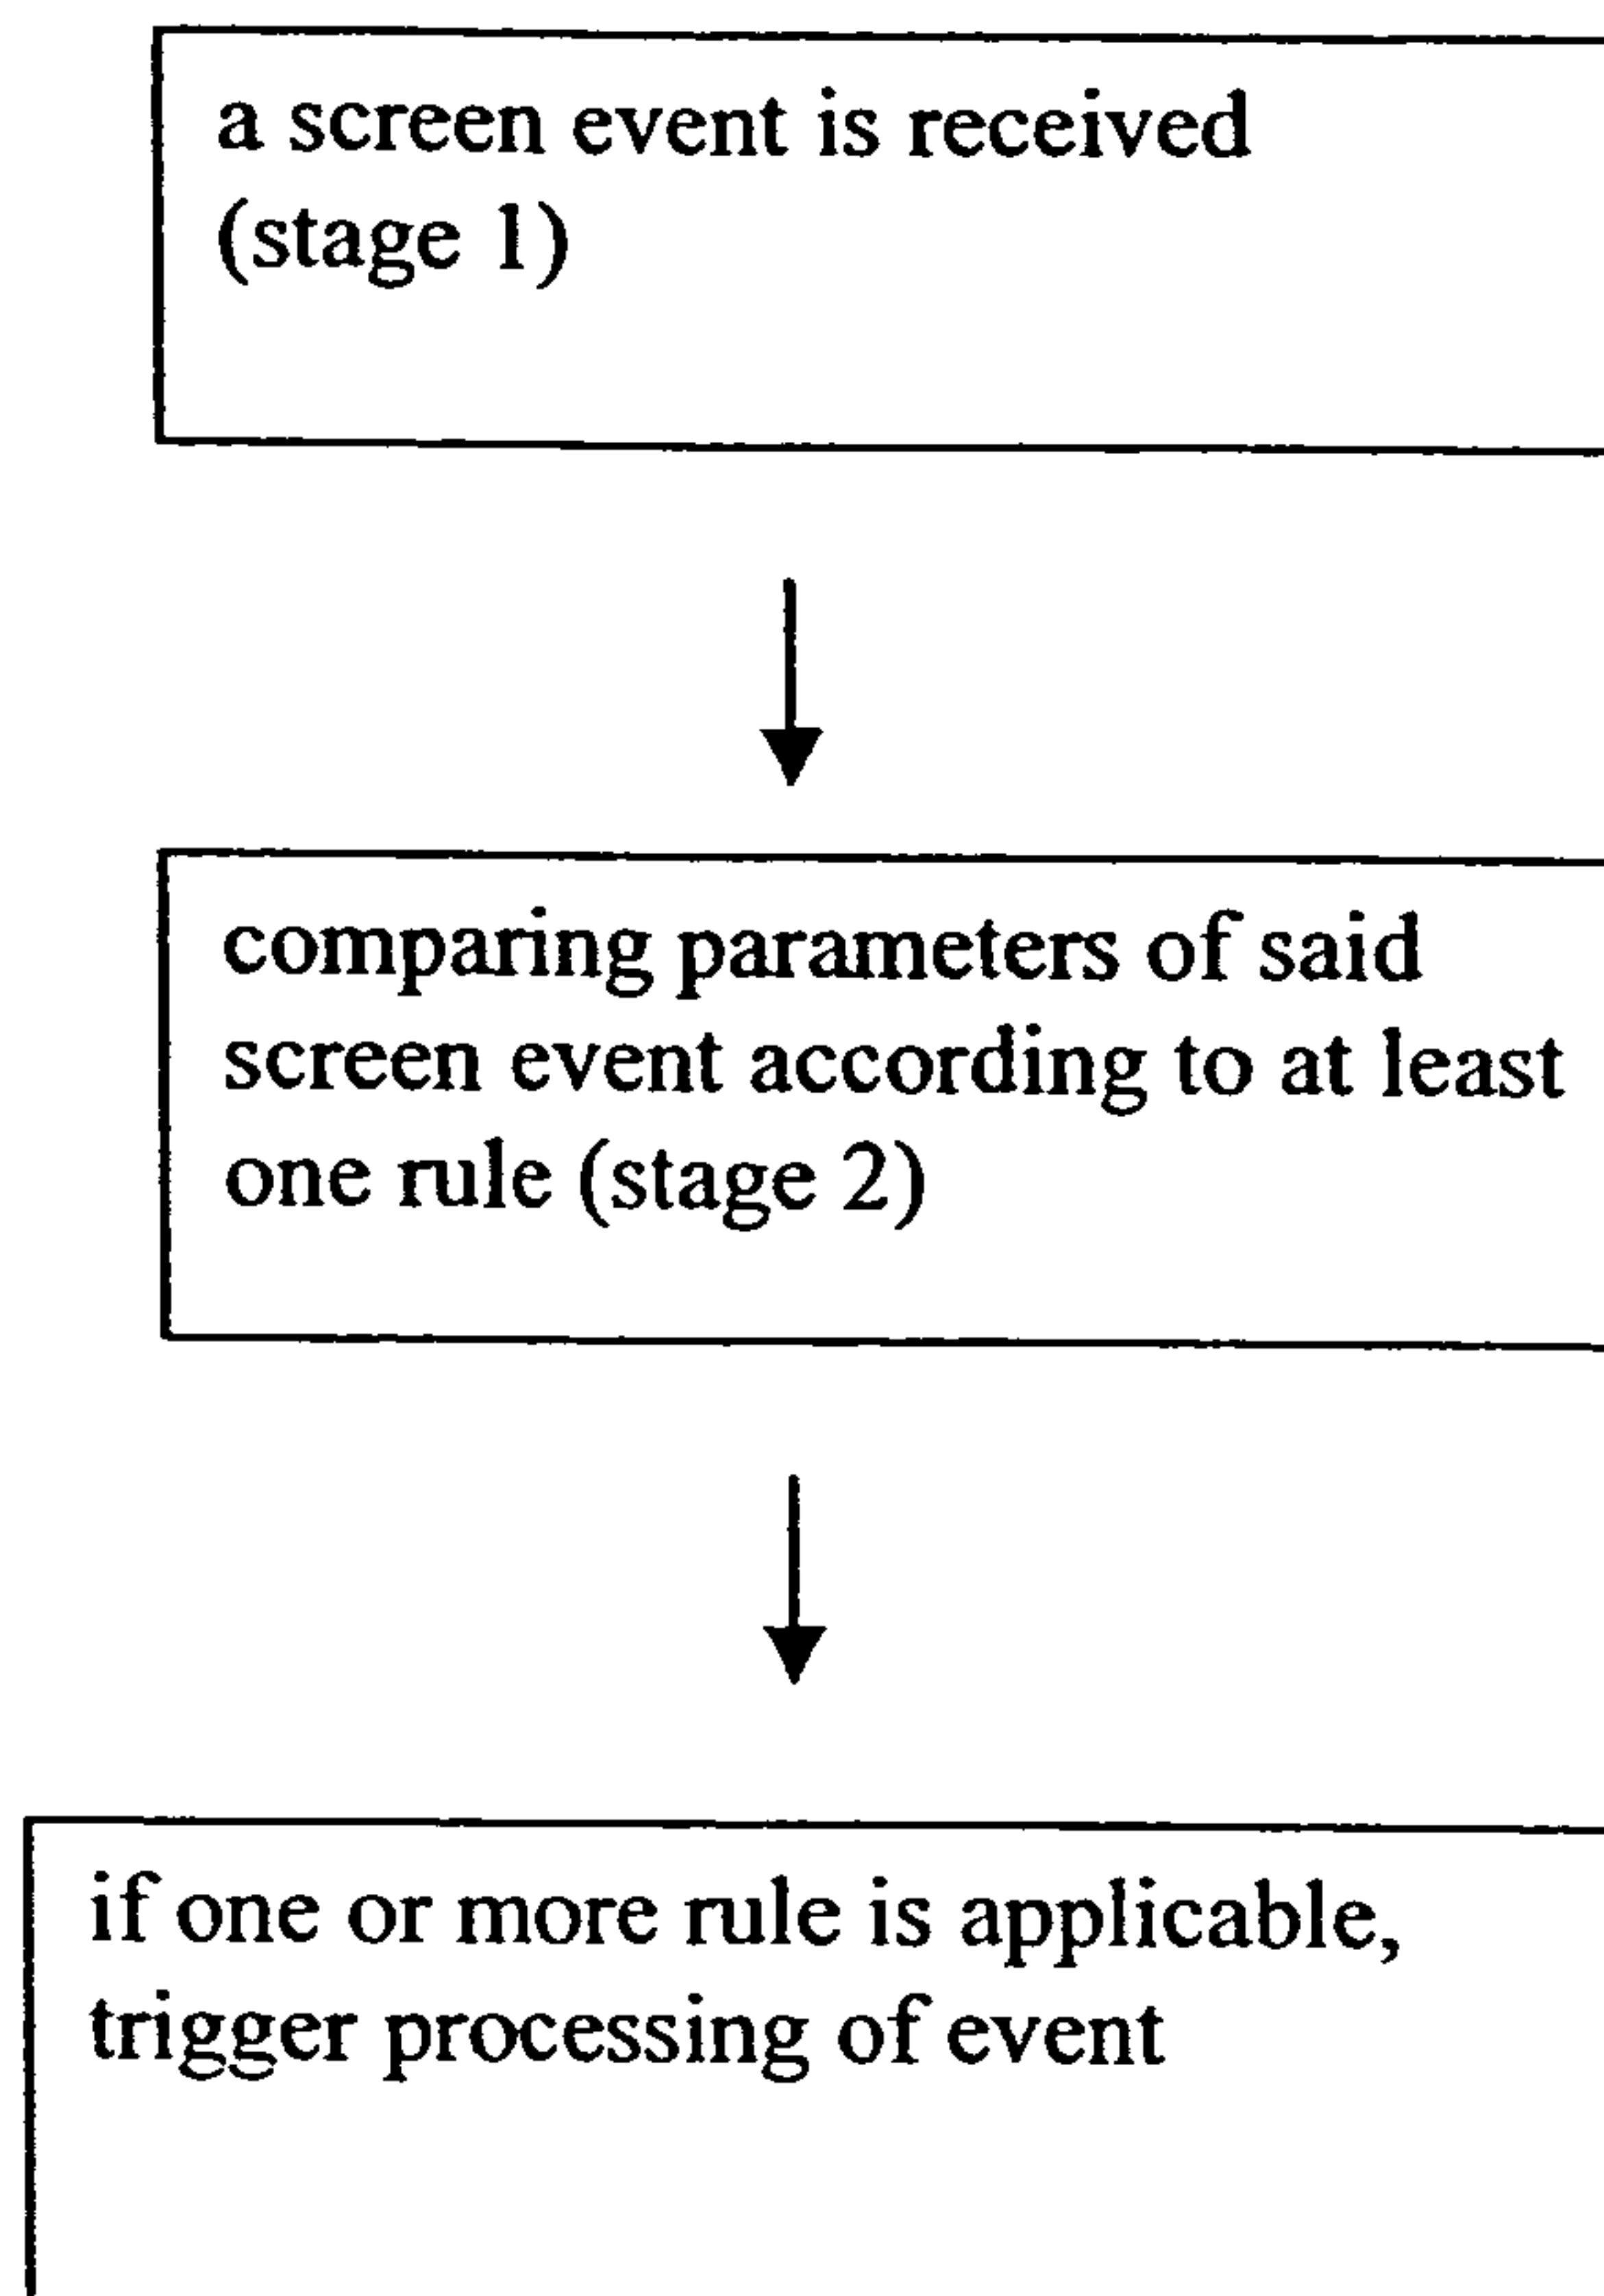 a screen event is received
(stage 1)
comparing parameters of said
screen event according to at least
one rule (stage 2)
if one or more rule is applicable,
trigger processing of event